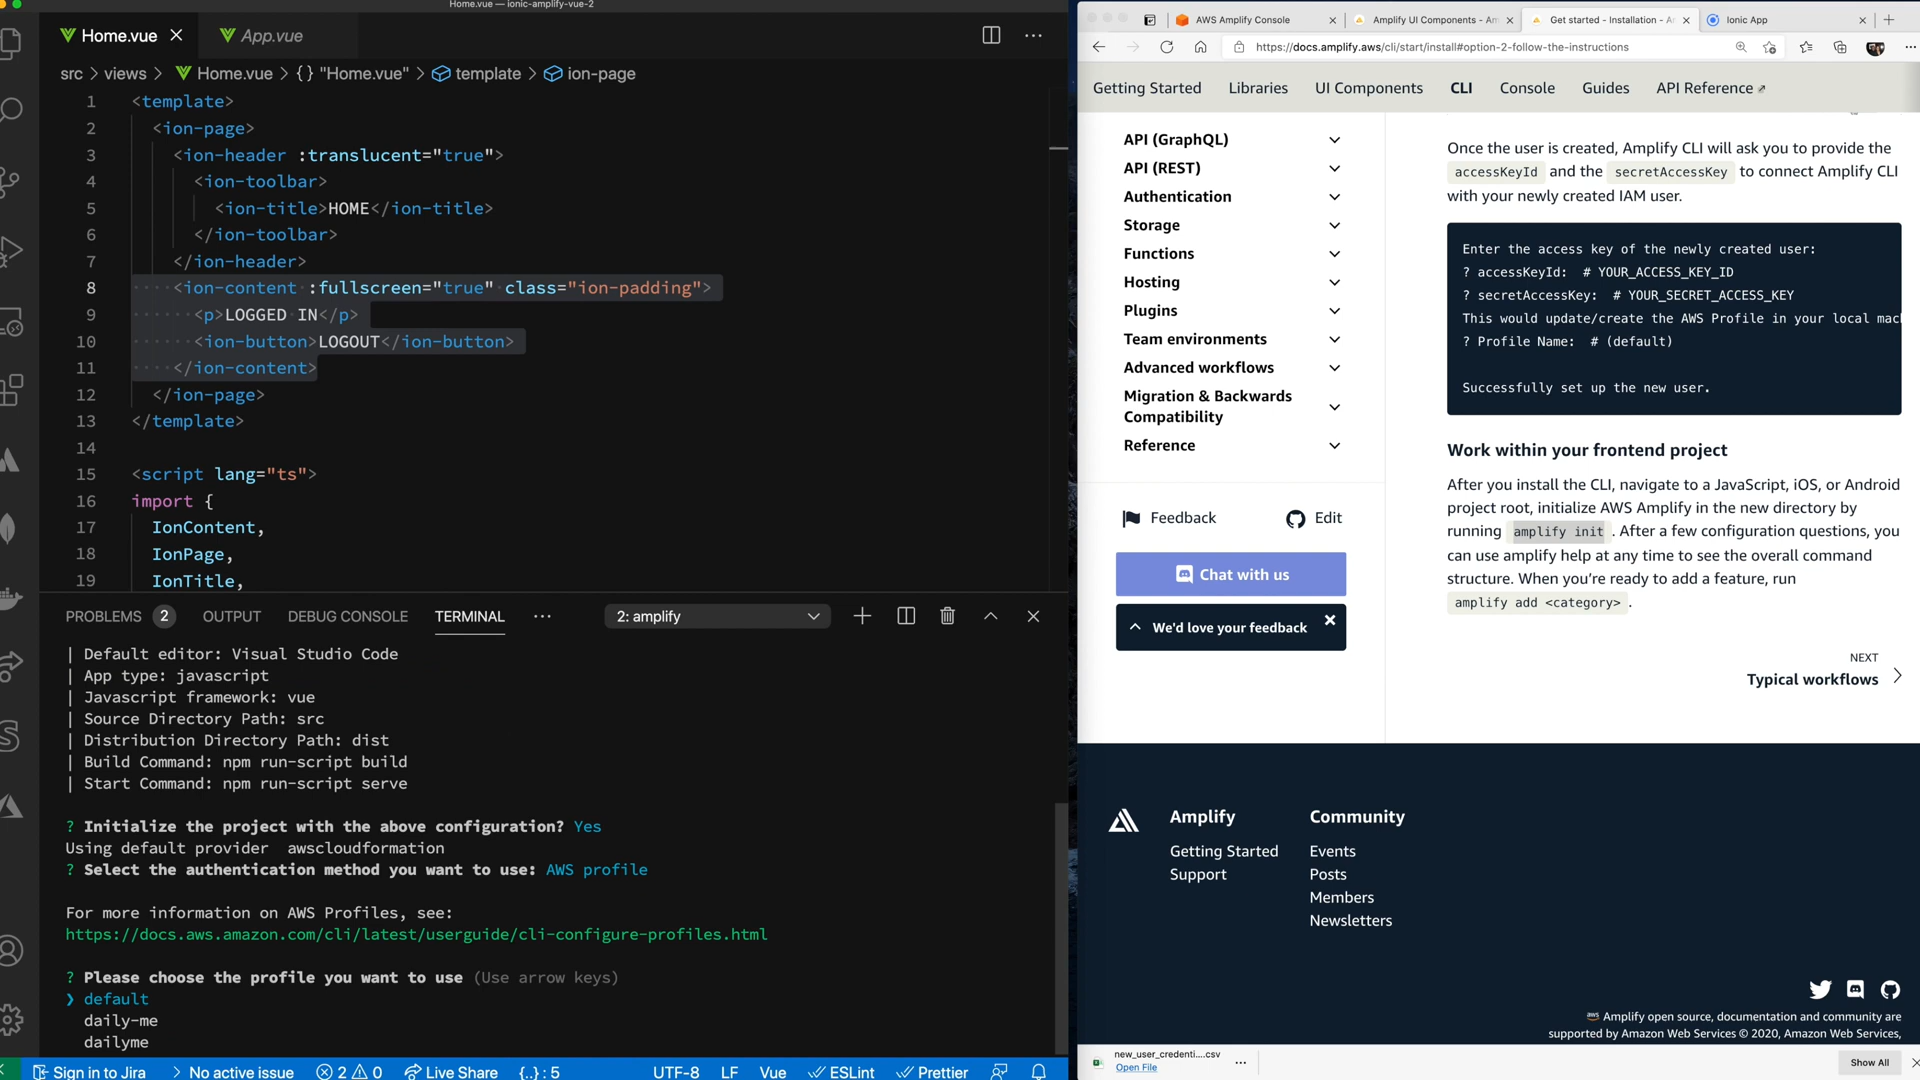 Home.vue — ionic-amplify-vue-2
Home.vue
App.vue
src > views > Home.vue > {} "Home.vue" > template > ion-page
1 <template>
2 <ion-page>
3 <ion-header :translucent="true">
4 <ion-toolbar>
5 <ion-title>HOME</ion-title>
6 </ion-toolbar>
7 </ion-header>
8 ····<ion-content·:fullscreen="true"·class="ion-padding">
9 ······<p>LOGGED·IN</p>
10 ······<ion-button>LOGOUT</ion-button>
11 ····</ion-content>
12 </ion-page>
13 </template>
14
15 <script lang="ts">
16 import {
17 IonContent,
18 IonPage,
19 IonTitle,
PROBLEMS 2 OUTPUT DEBUG CONSOLE TERMINAL ··· 2: amplify
| Default editor: Visual Studio Code
| App type: javascript
| Javascript framework: vue
| Source Directory Path: src
| Distribution Directory Path: dist
| Build Command: npm run-script build
| Start Command: npm run-script serve
? Initialize the project with the above configuration? Yes
Using default provider  awscloudformation
? Select the authentication method you want to use: AWS profile
For more information on AWS Profiles, see:
https://docs.aws.amazon.com/cli/latest/userguide/cli-configure-profiles.html
? Please choose the profile you want to use (Use arrow keys)
❯ default
daily-me
dailyme
Sign in to Jira
No active issue
2 0
Live Share
{..} : 5
UTF-8
LF
Vue
ESLint
Prettier
AWS Amplify Console
Amplify UI Components - Am
Get started - Installation - A
Ionic App
https://docs.amplify.aws/cli/start/install#option-2-follow-the-instructions
Getting Started Libraries UI Components CLI Console Guides API Reference
API (GraphQL)
API (REST)
Authentication
Storage
Functions
Hosting
Plugins
Team environments
Advanced workflows
Migration & Backwards
Compatibility
Reference
Feedback
Edit
Chat with us
We'd love your feedback
Once the user is created, Amplify CLI will ask you to provide the
accessKeyId and the secretAccessKey to connect Amplify CLI
with your newly created IAM user.
Enter the access key of the newly created user:
? accessKeyId:  # YOUR_ACCESS_KEY_ID
? secretAccessKey:  # YOUR_SECRET_ACCESS_KEY
This would update/create the AWS Profile in your local mac
? Profile Name:  # (default)
Successfully set up the new user.
Work within your frontend project
After you install the CLI, navigate to a JavaScript, iOS, or Android
project root, initialize AWS Amplify in the new directory by
running amplify init . After a few configuration questions, you
can use amplify help at any time to see the overall command
structure. When you're ready to add a feature, run
amplify add <category> .
NEXT
Typical workflows
Amplify
Getting Started
Support
Community
Events
Posts
Members
Newsletters
aws Amplify open source, documentation and community are
supported by Amazon Web Services © 2020, Amazon Web Services,
new_user_credenti....csv
Open File
Show All